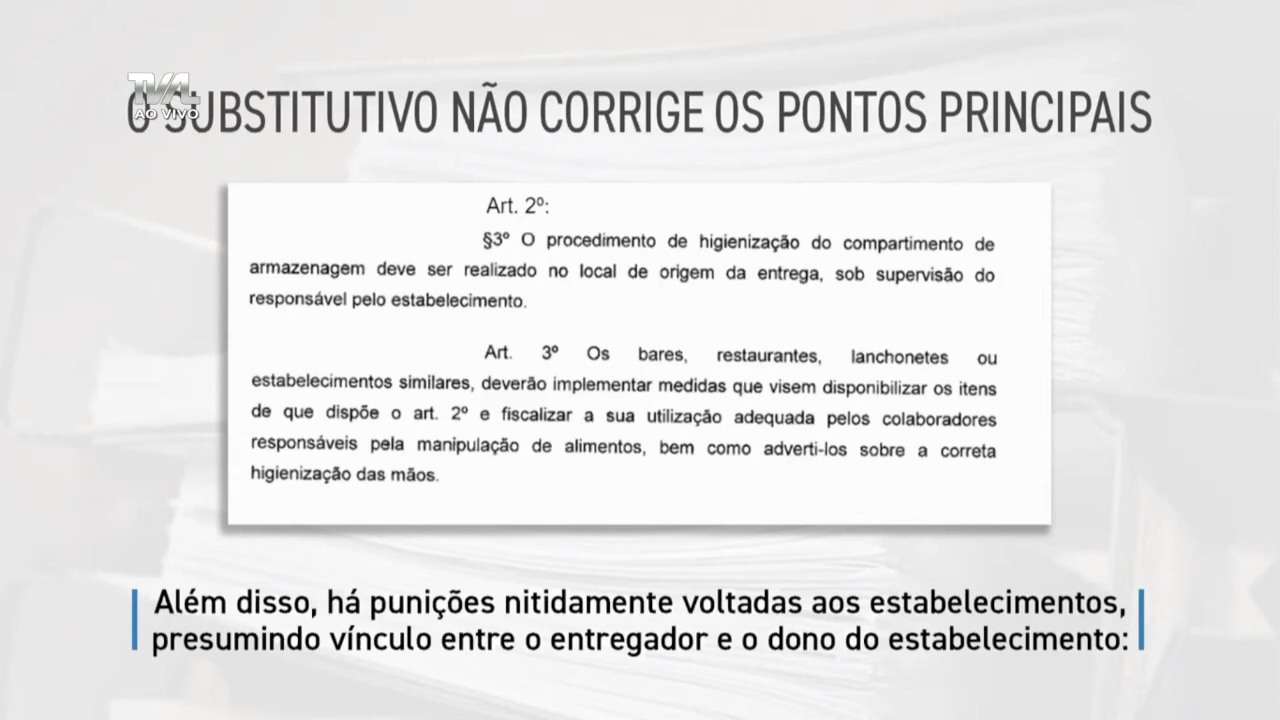 TVAL
AO VIVO
O SUBSTITUTIVO NÃO CORRIGE OS PONTOS PRINCIPAIS
Art. 2º:
§3º O procedimento de higienização do compartimento de
armazenagem deve ser realizado no local de origem da entrega, sob supervisão do
responsável pelo estabelecimento.
Art. 3º Os bares, restaurantes, lanchonetes ou
estabelecimentos similares, deverão implementar medidas que visem disponibilizar os itens
de que dispõe o art. 2º e fiscalizar a sua utilização adequada pelos colaboradores
responsáveis pela manipulação de alimentos, bem como adverti-los sobre a correta
higienização das mãos.
Além disso, há punições nitidamente voltadas aos estabelecimentos,
presumindo vínculo entre o entregador e o dono do estabelecimento: